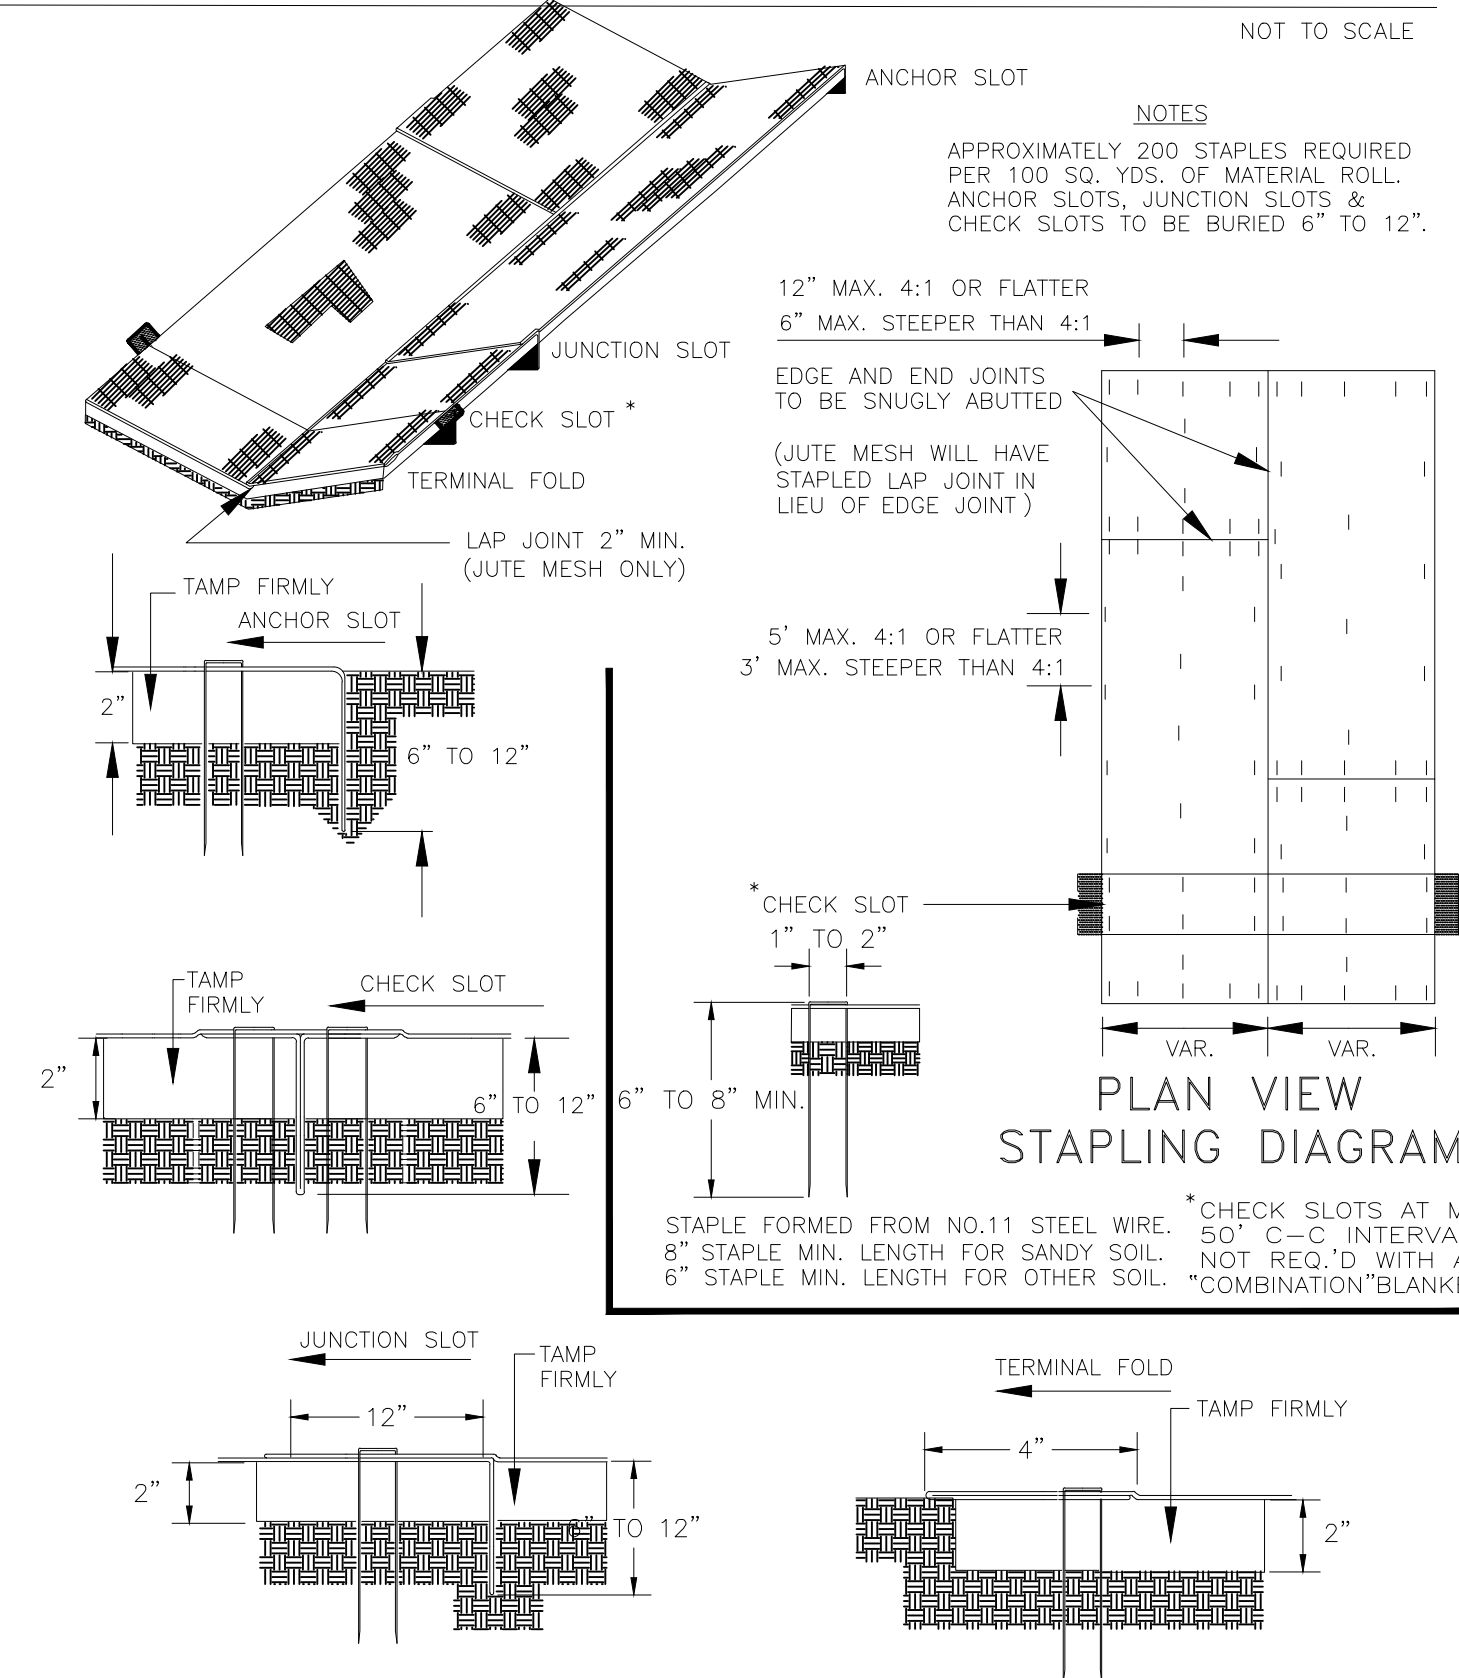 NOT TO SCALE
ANCHOR SLOT
NOTES
APPROXIMATELY 200 STAPLES REQUIRED
PER 100 SQ. YDS. OF MATERIAL ROLL.
ANCHOR SLOTS, JUNCTION SLOTS &
CHECK SLOTS TO BE BURIED 6" TO 12".
12" MAX. 4:1 OR FLATTER
6" MAX. STEEPER THAN 4:1
JUNCTION SLOT
EDGE AND END JOINTS
TO BE SNUGLY ABUTTED
CHECK SLOT *
(JUTE MESH WILL HAVE
STAPLED LAP JOINT IN
LIEU OF EDGE JOINT)
TERMINAL FOLD
LAP JOINT 2" MIN.
(JUTE MESH ONLY)
TAMP FIRMLY
ANCHOR SLOT
2"
6" TO 12"
5' MAX. 4:1 OR FLATTER
3' MAX. STEEPER THAN 4:1
* CHECK SLOT
1" TO 2"
TAMP
FIRMLY
CHECK SLOT
2"
6" TO 12"
6" TO 8" MIN.
VAR.
VAR.
PLAN VIEW
STAPLING DIAGRAM
STAPLE FORMED FROM NO.11 STEEL WIRE.
8" STAPLE MIN. LENGTH FOR SANDY SOIL.
6" STAPLE MIN. LENGTH FOR OTHER SOIL.
* CHECK SLOTS AT
50' C-C
NOT REQ.'D WITH
"COMBINATION"
JUNCTION SLOT
TAMP
FIRMLY
12"
2"
6" TO 12"
TERMINAL FOLD
TAMP FIRMLY
4"
2"